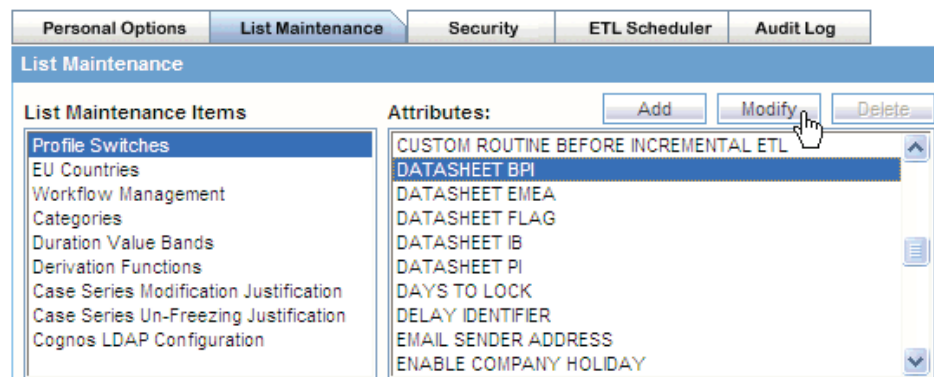 Personal Options List Maintenance Security ETL Scheduler Audit Log
List Maintenance
List Maintenance Items
Profile Switches
EU Countries
Workflow Management
Categories
Duration Value Bands
Derivation Functions
Case Series Modification Justification
Case Series Un-Freezing Justification
Cognos LDAP Configuration
Attributes: Add Modify Delete
CUSTOM ROUTINE BEFORE INCREMENTAL ETL
DATASHEET BPI
DATASHEET EMEA
DATASHEET FLAG
DATASHEET IB
DATASHEET PI
DAYS TO LOCK
DELAY IDENTIFIER
EMAIL SENDER ADDRESS
ENABLE COMPANY HOLIDAY